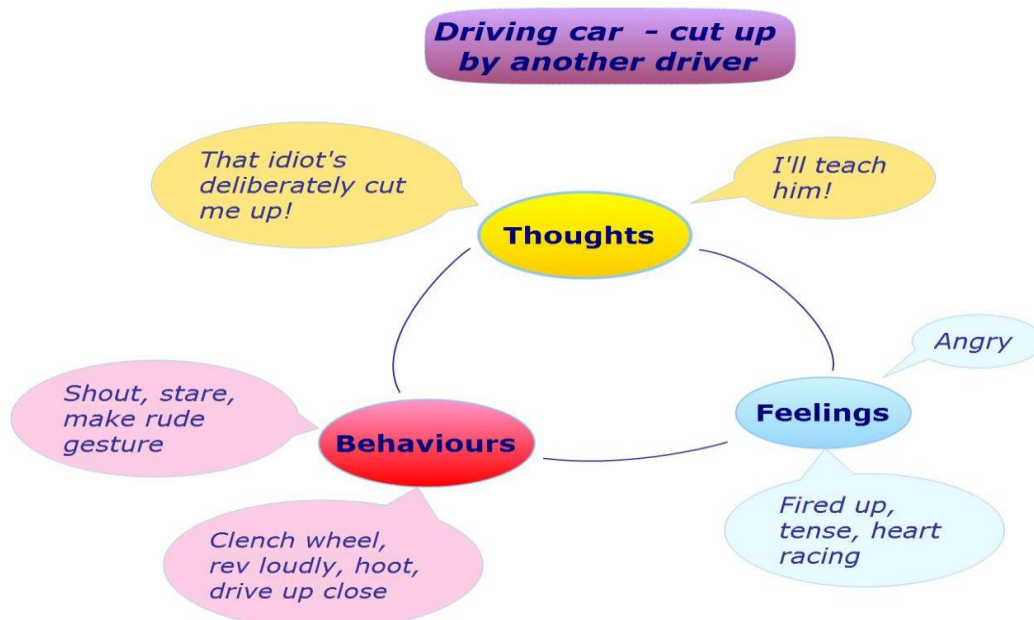 Driving car - cut up
by another driver
That idiot's
deliberately cut
me up!
I'll teach
him!
Thoughts
Angry
Feelings
Shout, stare,
make rude
gesture
Behaviours
Fired up,
tense, heart
racing
Clench wheel,
rev loudly, hoot,
drive up close